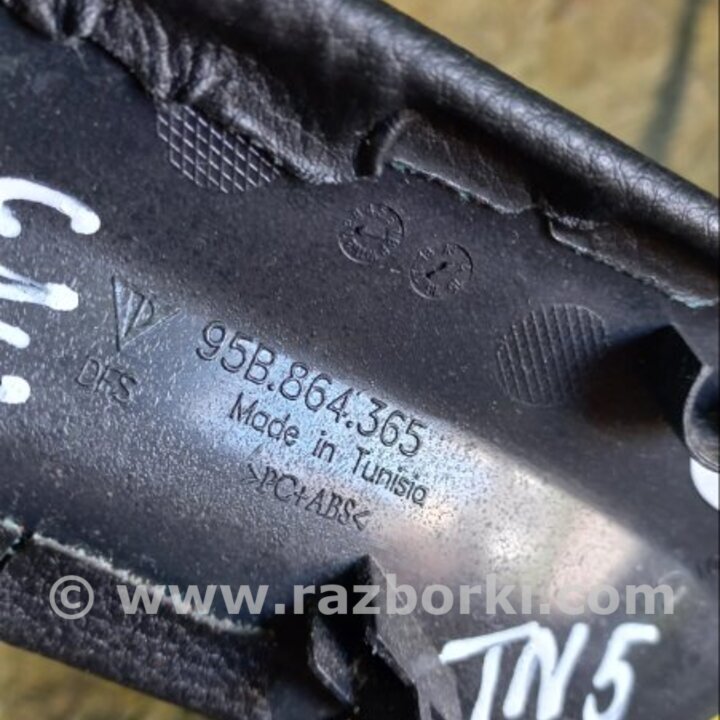 DFS
95B.864.365
Made in Tunisia
>PC+ABS<
© www.razborki.com
TN5